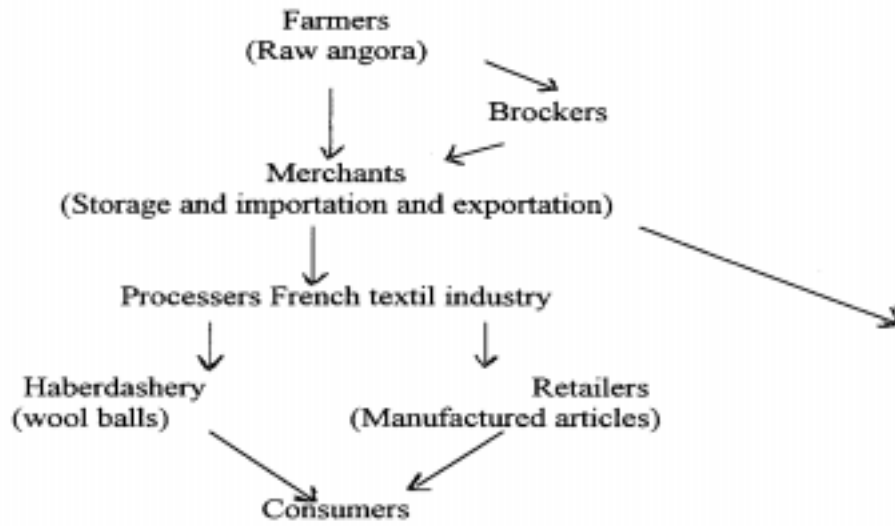 Farmers
(Raw angora)
Brockers
Merchants
(Storage and importation and exportation)
Processers French textil industry
Haberdashery
(wool balls)
Retailers
(Manufactured articles)
Consumers